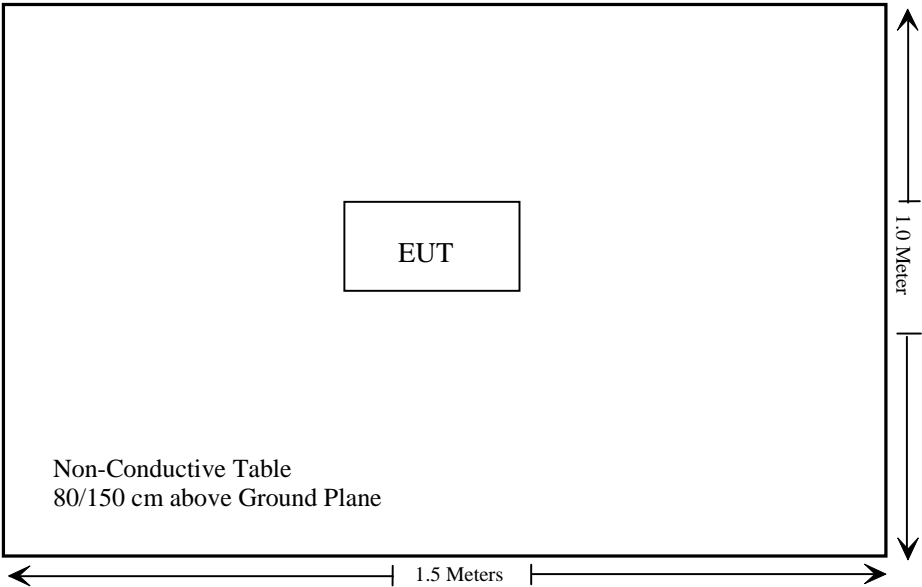 EUT
1.0 Meter
Non-Conductive Table
80/150 cm above Ground Plane
1.5 Meters